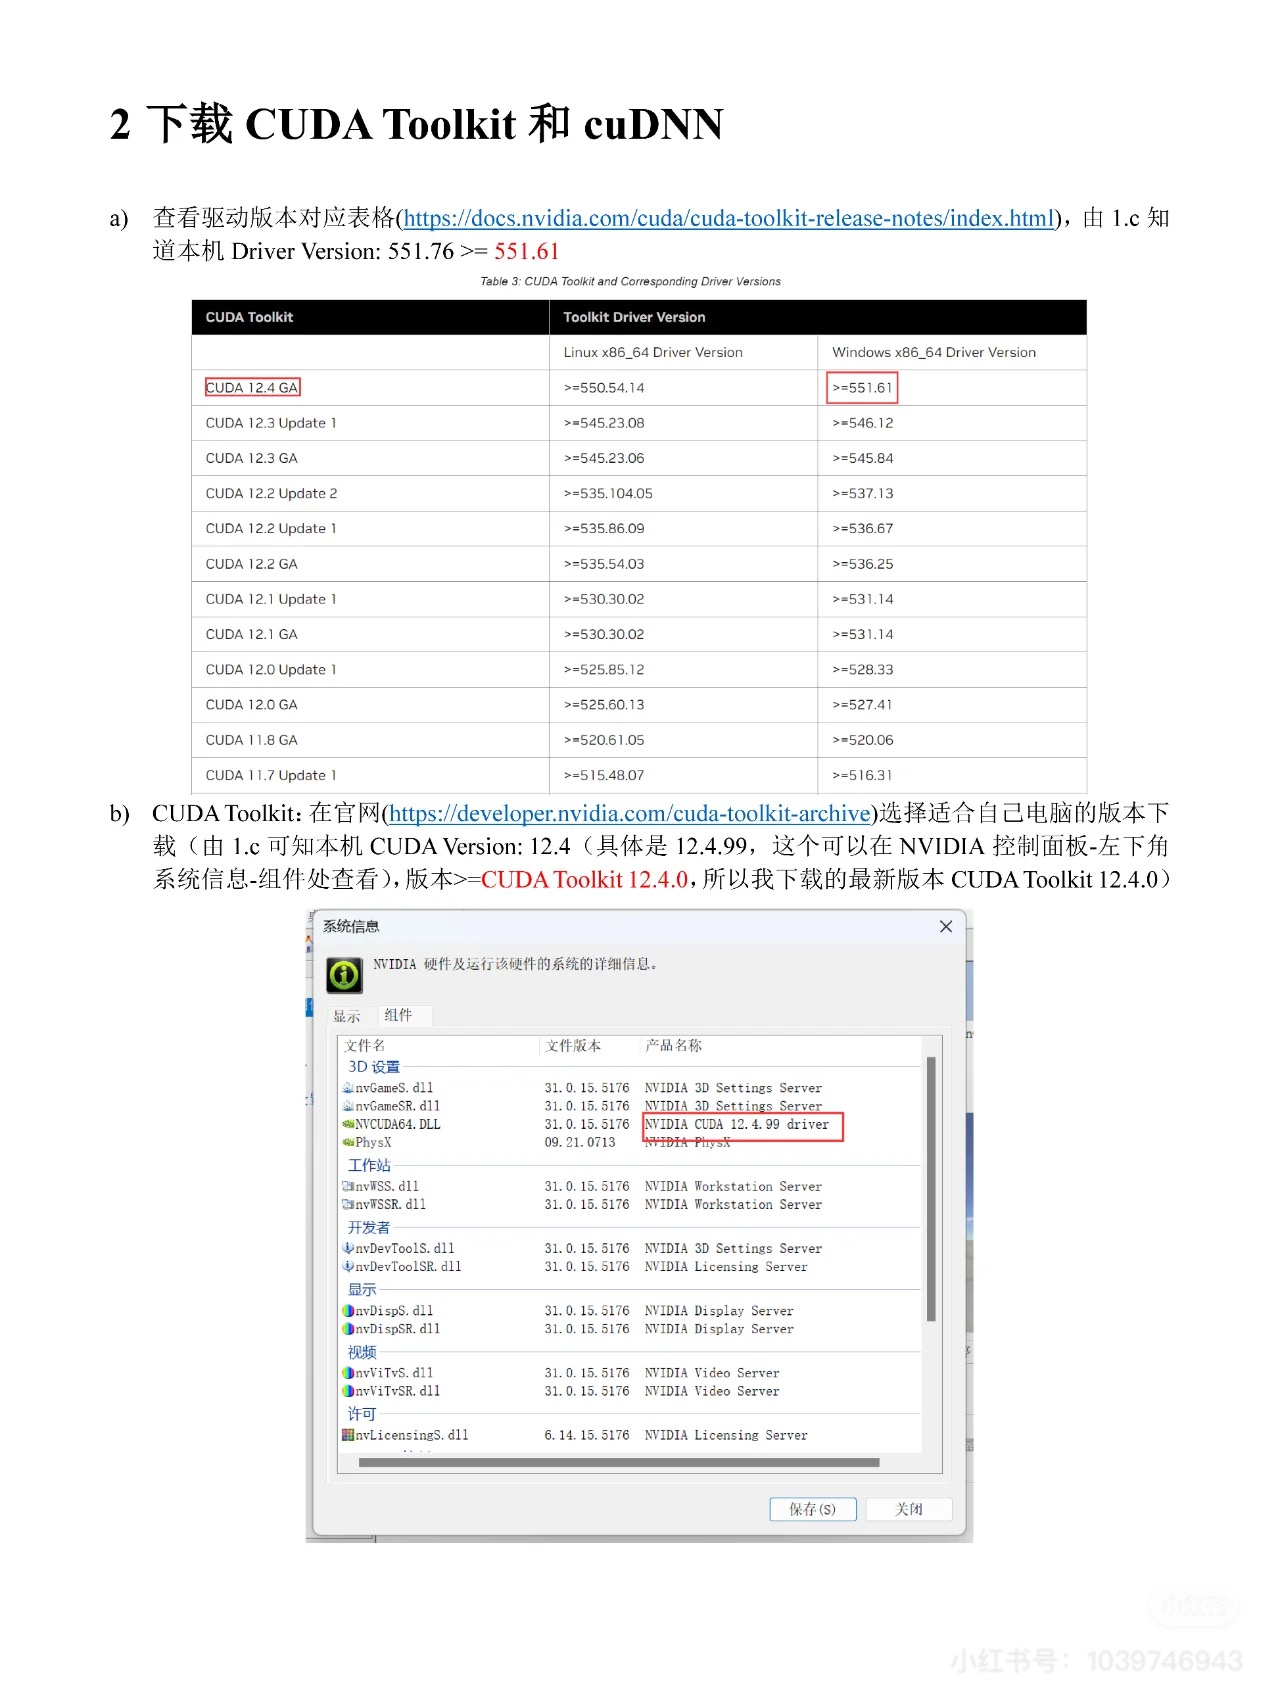 2 下载 CUDA Toolkit 和 cuDNN
a) 查看驱动版本对应表格(https://docs.nvidia.com/cuda/cuda-toolkit-release-notes/index.html)，由 1.c 知
道本机 Driver Version: 551.76 >= 551.61
Table 3: CUDA Toolkit and Corresponding Driver Versions
CUDA Toolkit Toolkit Driver Version
Linux x86_64 Driver Version Windows x86_64 Driver Version
CUDA 12.4 GA >=550.54.14 >=551.61
CUDA 12.3 Update 1 >=545.23.08 >=546.12
CUDA 12.3 GA >=545.23.06 >=545.84
CUDA 12.2 Update 2 >=535.104.05 >=537.13
CUDA 12.2 Update 1 >=535.86.09 >=536.67
CUDA 12.2 GA >=535.54.03 >=536.25
CUDA 12.1 Update 1 >=530.30.02 >=531.14
CUDA 12.1 GA >=530.30.02 >=531.14
CUDA 12.0 Update 1 >=525.85.12 >=528.33
CUDA 12.0 GA >=525.60.13 >=527.41
CUDA 11.8 GA >=520.61.05 >=520.06
CUDA 11.7 Update 1 >=515.48.07 >=516.31
b) CUDA Toolkit：在官网(https://developer.nvidia.com/cuda-toolkit-archive)选择适合自己电脑的版本下
载（由 1.c 可知本机 CUDA Version: 12.4（具体是 12.4.99，这个可以在 NVIDIA 控制面板-左下角
系统信息-组件处查看），版本>=CUDA Toolkit 12.4.0，所以我下载的最新版本 CUDA Toolkit 12.4.0）
系统信息
NVIDIA 硬件及运行该硬件的系统的详细信息。
显示 组件
文件名 文件版本 产品名称
3D 设置
nvGameS.dll 31.0.15.5176 NVIDIA 3D Settings Server
nvGameSR.dll 31.0.15.5176 NVIDIA 3D Settings Server
NVCUDA64.DLL 31.0.15.5176 NVIDIA CUDA 12.4.99 driver
PhysX 09.21.0713 NVIDIA PhysX
工作站
nvWSS.dll 31.0.15.5176 NVIDIA Workstation Server
nvWSSR.dll 31.0.15.5176 NVIDIA Workstation Server
开发者
nvDevToolS.dll 31.0.15.5176 NVIDIA 3D Settings Server
nvDevToolSR.dll 31.0.15.5176 NVIDIA Licensing Server
显示
nvDispS.dll 31.0.15.5176 NVIDIA Display Server
nvDispSR.dll 31.0.15.5176 NVIDIA Display Server
视频
nvViTvS.dll 31.0.15.5176 NVIDIA Video Server
nvViTvSR.dll 31.0.15.5176 NVIDIA Video Server
许可
nvLicensingS.dll 6.14.15.5176 NVIDIA Licensing Server
保存(S) 关闭
小红书
小红书号：1039746943